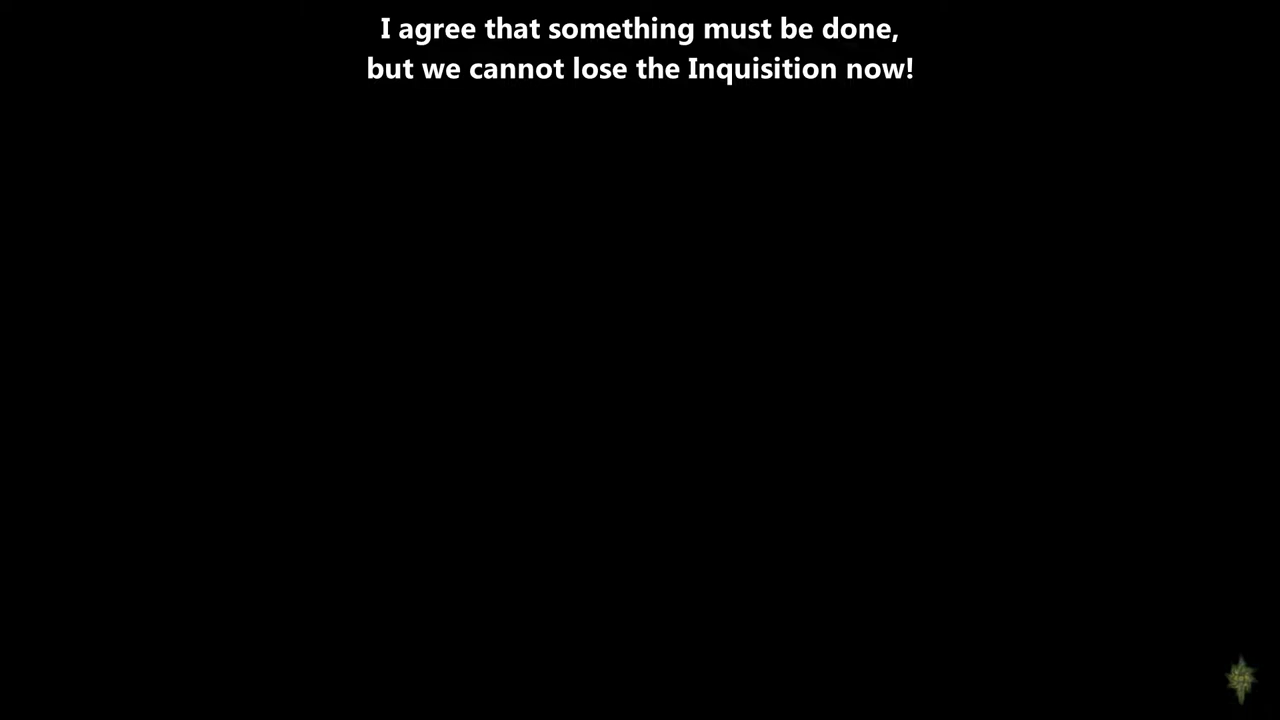 I agree that something must be done,
but we cannot lose the Inquisition now!